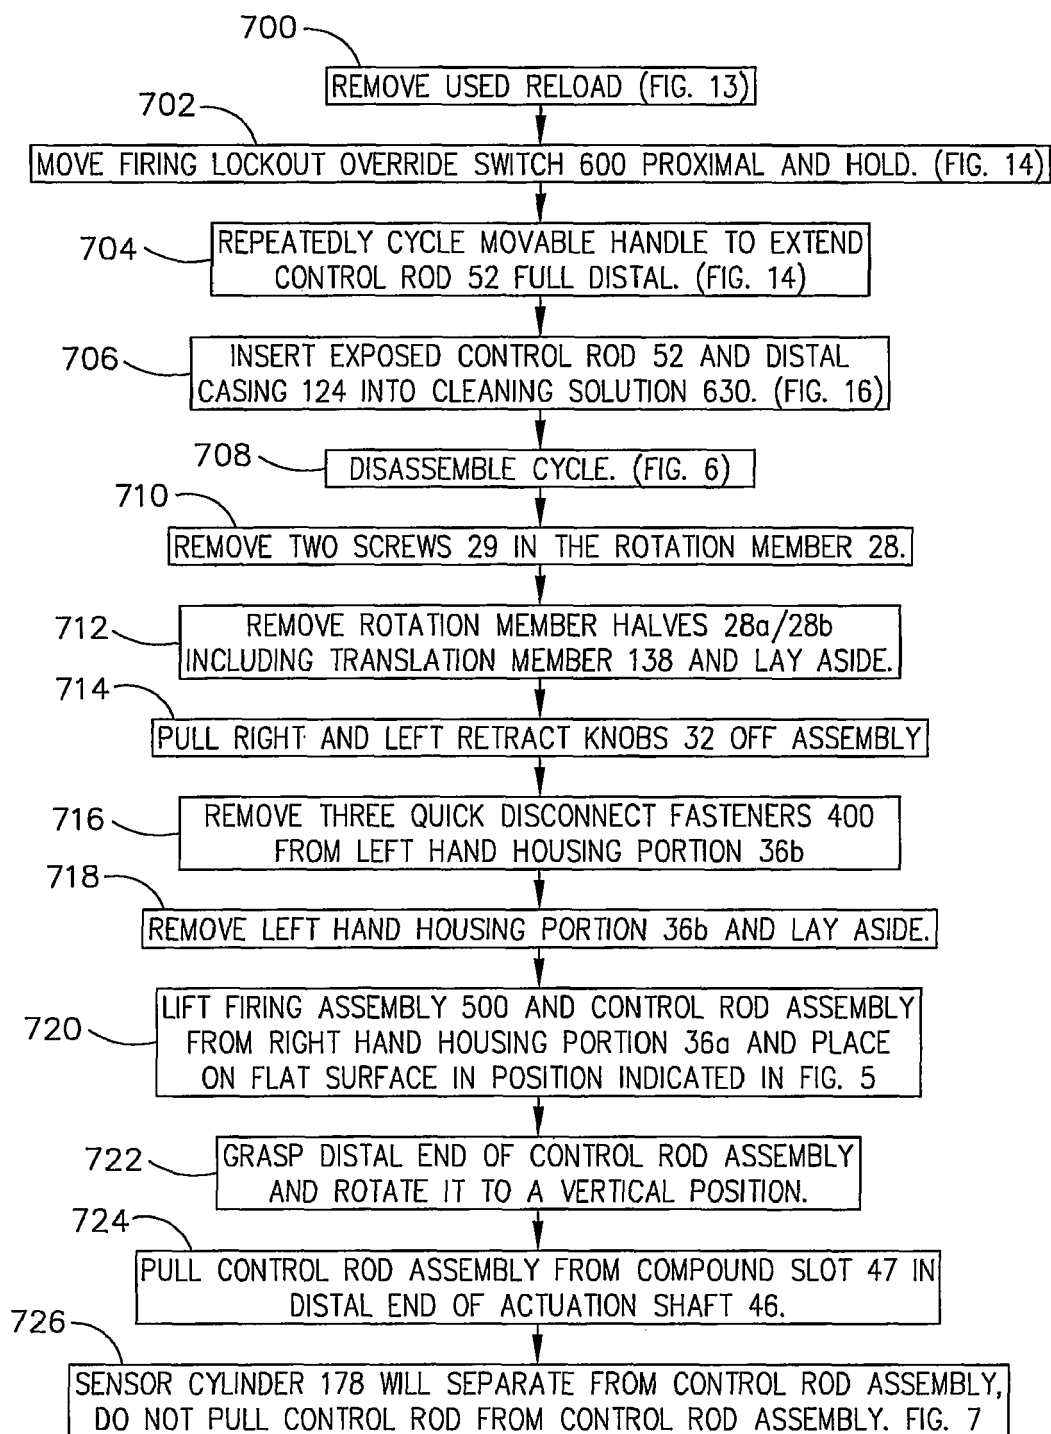 700
REMOVE USED RELOAD (FIG. 13)
702
MOVE FIRING LOCKOUT OVERRIDE SWITCH 600 PROXIMAL AND HOLD. (FIG. 14)
704
REPEATEDLY CYCLE MOVABLE HANDLE TO EXTEND
CONTROL ROD 52 FULL DISTAL. (FIG. 14)
706
INSERT EXPOSED CONTROL ROD 52 AND DISTAL
CASING 124 INTO CLEANING SOLUTION 630. (FIG. 16)
708
DISASSEMBLE CYCLE. (FIG. 6)
710
REMOVE TWO SCREWS 29 IN THE ROTATION MEMBER 28.
712
REMOVE ROTATION MEMBER HALVES 28a/28b
INCLUDING TRANSLATION MEMBER 138 AND LAY ASIDE.
714
PULL RIGHT AND LEFT RETRACT KNOBS 32 OFF ASSEMBLY
716
REMOVE THREE QUICK DISCONNECT FASTENERS 400
FROM LEFT HAND HOUSING PORTION 36b
718
REMOVE LEFT HAND HOUSING PORTION 36b AND LAY ASIDE.
720
LIFT FIRING ASSEMBLY 500 AND CONTROL ROD ASSEMBLY
FROM RIGHT HAND HOUSING PORTION 36a AND PLACE
ON FLAT SURFACE IN POSITION INDICATED IN FIG. 5
722
GRASP DISTAL END OF CONTROL ROD ASSEMBLY
AND ROTATE IT TO A VERTICAL POSITION.
724
PULL CONTROL ROD ASSEMBLY FROM COMPOUND SLOT 47 IN
DISTAL END OF ACTUATION SHAFT 46.
726
SENSOR CYLINDER 178 WILL SEPARATE FROM CONTROL ROD ASSEMBLY,
DO NOT PULL CONTROL ROD FROM CONTROL ROD ASSEMBLY. FIG. 7